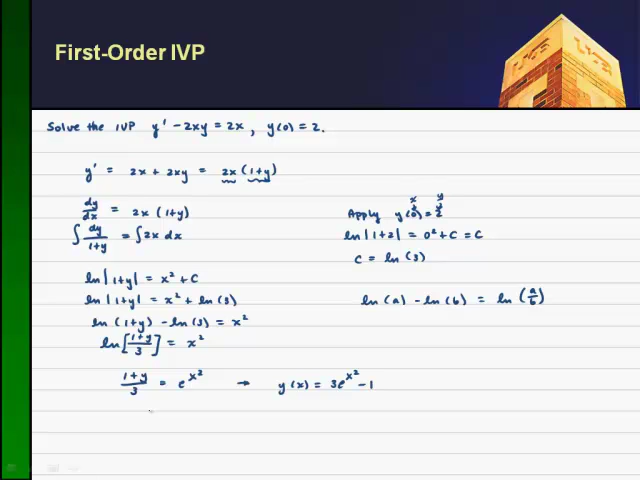 First-Order IVP
Solve the IVP y' - 2xy = 2x, y(0) = 2.
y' = 2x + 2xy = 2x (1+y)
dy/dx = 2x (1+y)
∫ dy/1+y = ∫ 2x dx
ln|1+y| = x² + C
ln|1+y| = x² + ln(3)
ln(1+y) - ln(3) = x²
ln[1+y/3] = x²
1+y/3 = e^x² → y(x) = 3e^x² - 1
x y
Apply y(0) = 2
ln|1+2| = 0² + C = C
C = ln(3)
ln(a) - ln(b) = ln(a/b)